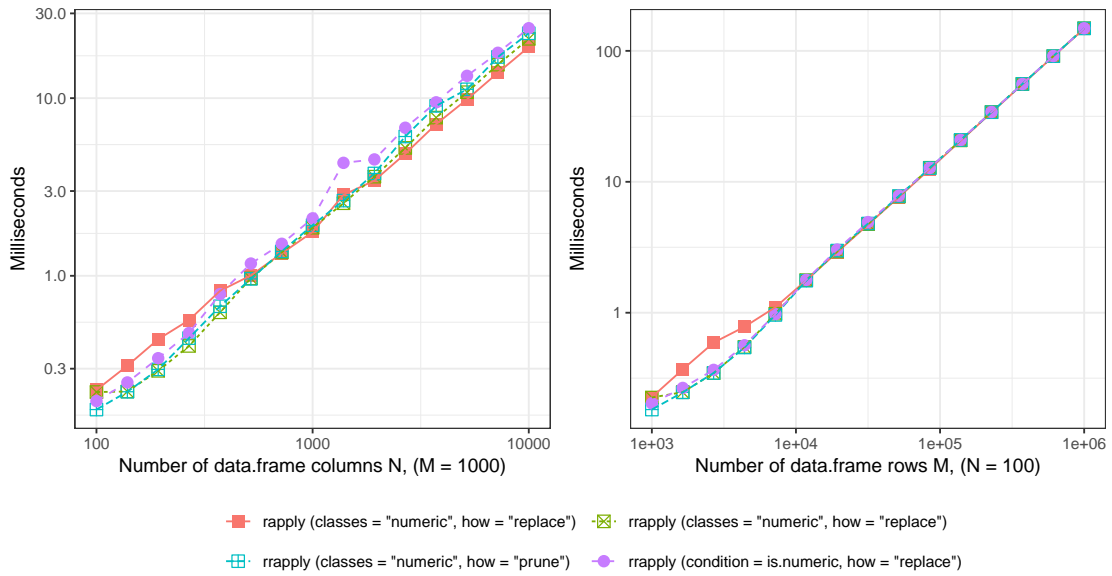 30.0
10.0
3.0
1.0
0.3
Milliseconds
100
1000
10000
Number of data.frame columns N, (M = 1000)
100
10
1
Milliseconds
1e+03
1e+04
1e+05
1e+06
Number of data.frame rows M, (N = 100)
rapply (classes = "numeric", how = "replace")
rrapply (classes = "numeric", how = "replace")
rrapply (classes = "numeric", how = "prune")
rrapply (condition = is.numeric, how = "replace")